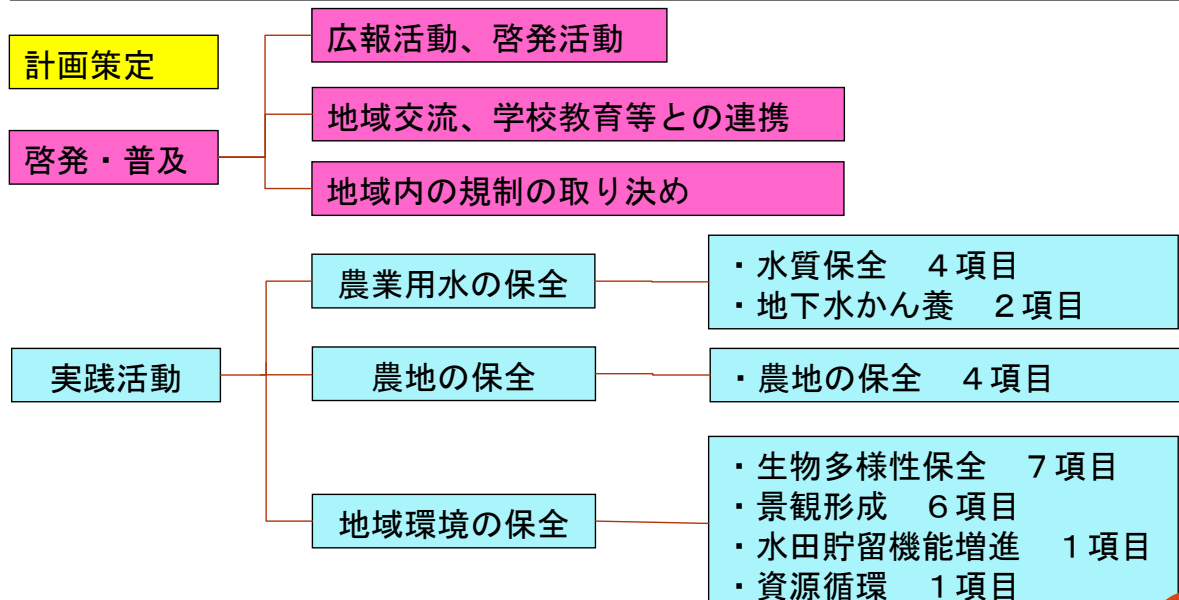 計画策定
啓発・普及
広報活動、啓発活動
地域交流、学校教育等との連携
地域内の規制の取り決め
実践活動
農業用水の保全
・水質保全　４項目
・地下水かん養　２項目
農地の保全
・農地の保全　４項目
地域環境の保全
・生物多様性保全　７項目
・景観形成　６項目
・水田貯留機能増進　１項目
・資源循環　１項目